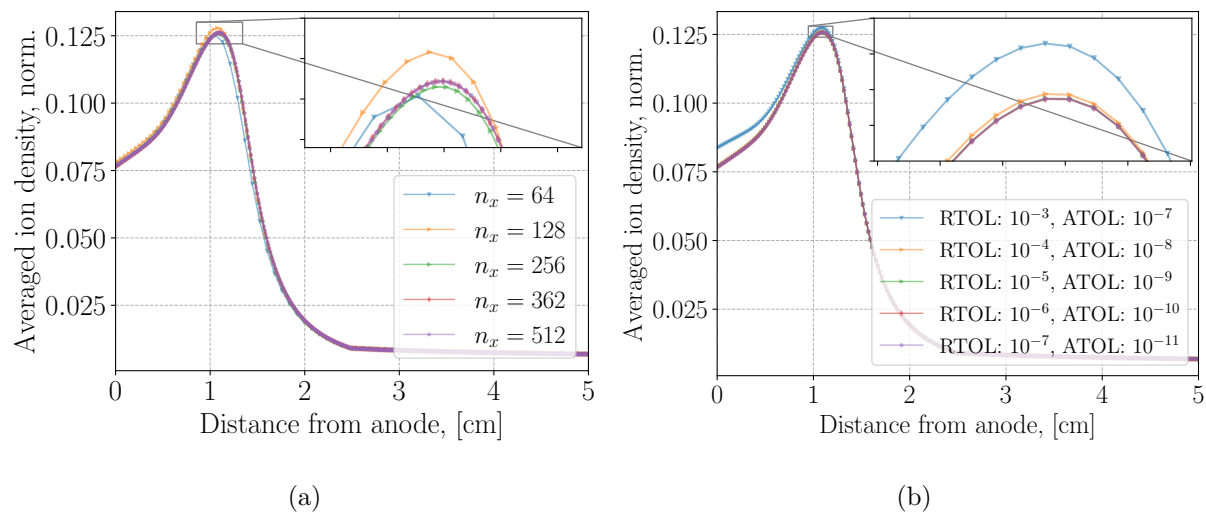 0.125
0.100
0.075
0.050
0.025
0 1 2 3 4 5
Averaged ion density, norm.
Distance from anode, [cm]
n_x = 64
n_x = 128
n_x = 256
n_x = 362
n_x = 512
(a)
0.125
0.100
0.075
0.050
0.025
0 1 2 3 4 5
Averaged ion density, norm.
Distance from anode, [cm]
RTOL: 10⁻³, ATOL: 10⁻⁷
RTOL: 10⁻⁴, ATOL: 10⁻⁸
RTOL: 10⁻⁵, ATOL: 10⁻⁹
RTOL: 10⁻⁶, ATOL: 10⁻¹⁰
RTOL: 10⁻⁷, ATOL: 10⁻¹¹
(b)